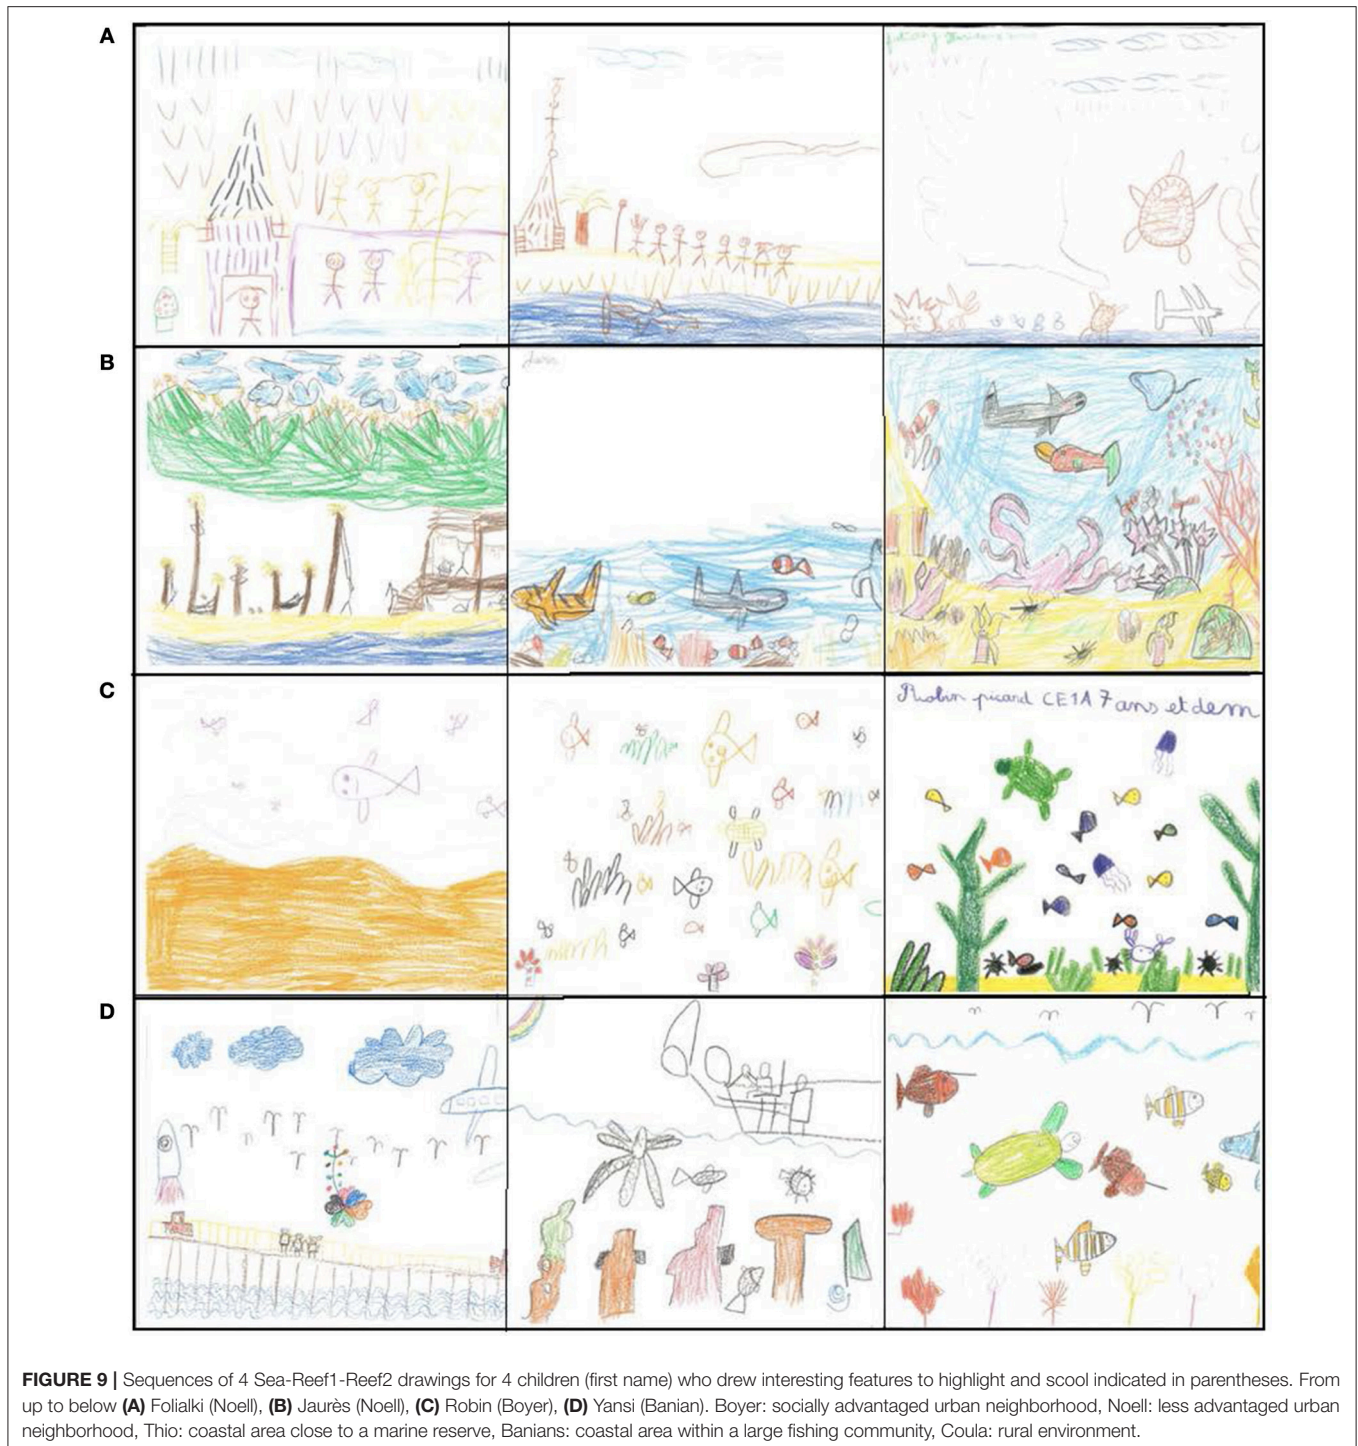 A
B
C
Robin picard CE1A 7 ans et dem
D
FIGURE 9 | Sequences of 4 Sea-Reef1-Reef2 drawings for 4 children (first name) who drew interesting features to highlight and scool indicated in parentheses. From
up to below (A) Folialki (Noell), (B) Jaurès (Noell), (C) Robin (Boyer), (D) Yansi (Banian). Boyer: socially advantaged urban neighborhood, Noell: less advantaged urban
neighborhood, Thio: coastal area close to a marine reserve, Banians: coastal area within a large fishing community, Coula: rural environment.